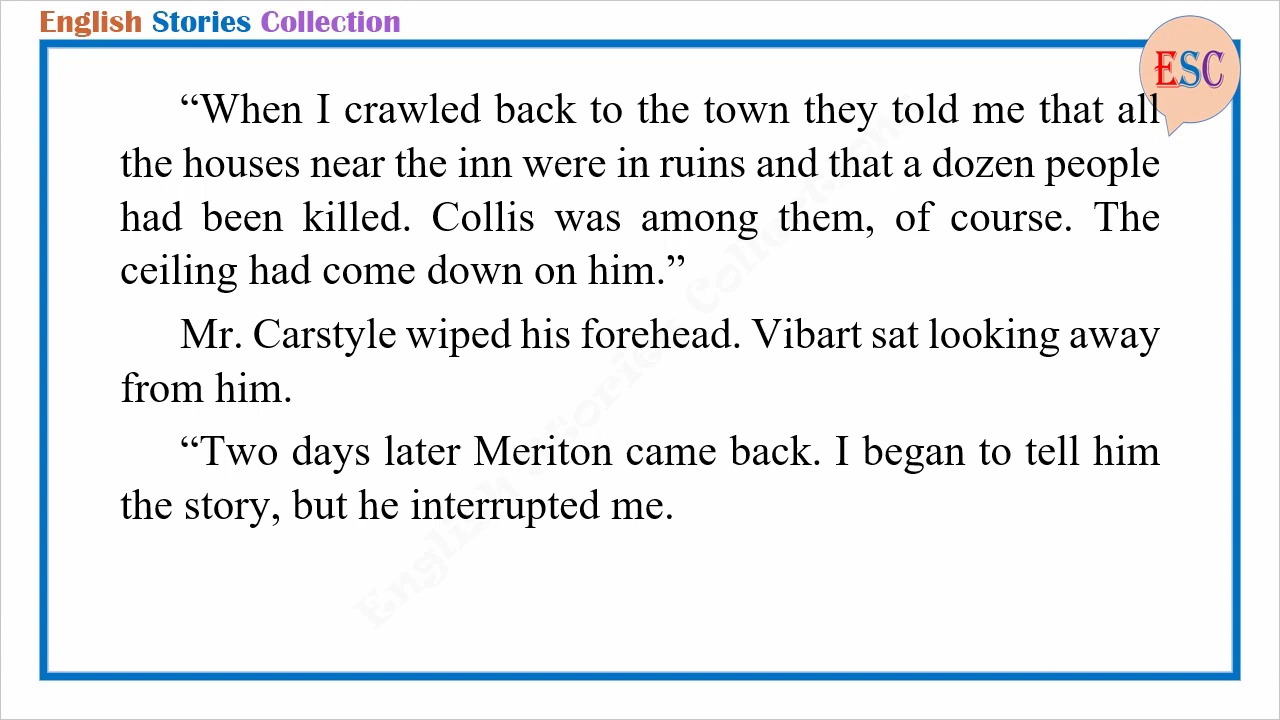 English Stories Collection
ESC
“When I crawled back to the town they told me that all
the houses near the inn were in ruins and that a dozen people
had been killed. Collis was among them, of course. The
ceiling had come down on him.”
Mr. Carstyle wiped his forehead. Vibart sat looking away
from him.
“Two days later Meriton came back. I began to tell him
the story, but he interrupted me.
English Stories Collection